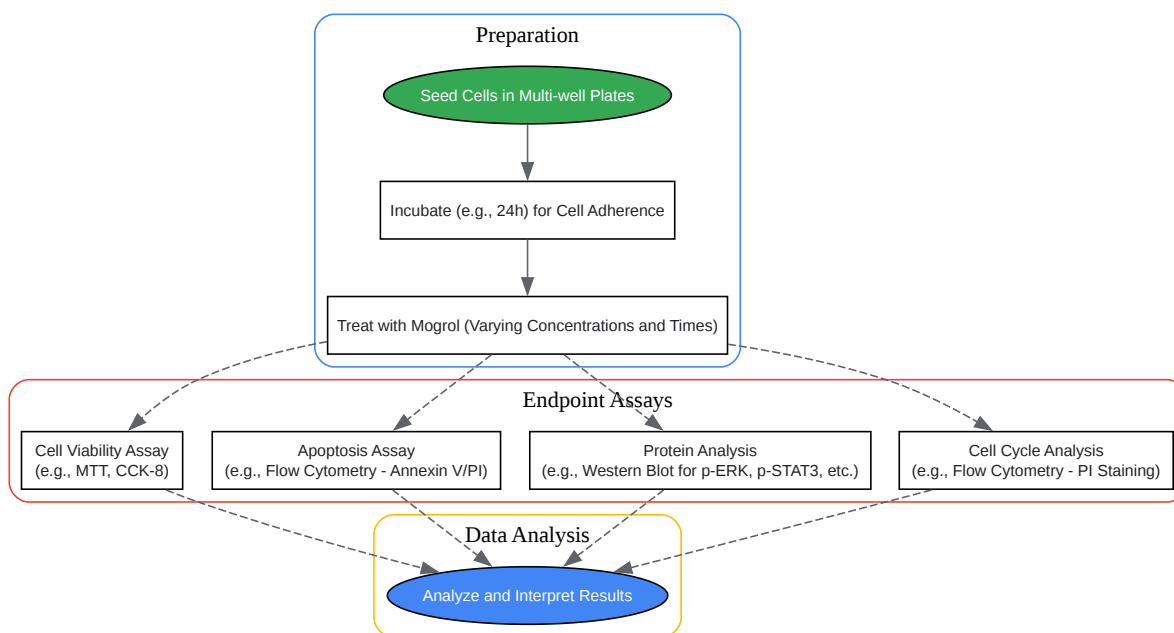 Preparation
Seed Cells in Multi-well Plates
Incubate (e.g., 24h) for Cell Adherence
Treat with Mogrol (Varying Concentrations and Times)
Endpoint Assays
Cell Viability Assay
(e.g., MTT, CCK-8)
Apoptosis Assay
(e.g., Flow Cytometry - Annexin V/PI)
Protein Analysis
(e.g., Western Blot for p-ERK, p-STAT3, etc.)
Cell Cycle Analysis
(e.g., Flow Cytometry - PI Staining)
Data Analysis
Analyze and Interpret Results